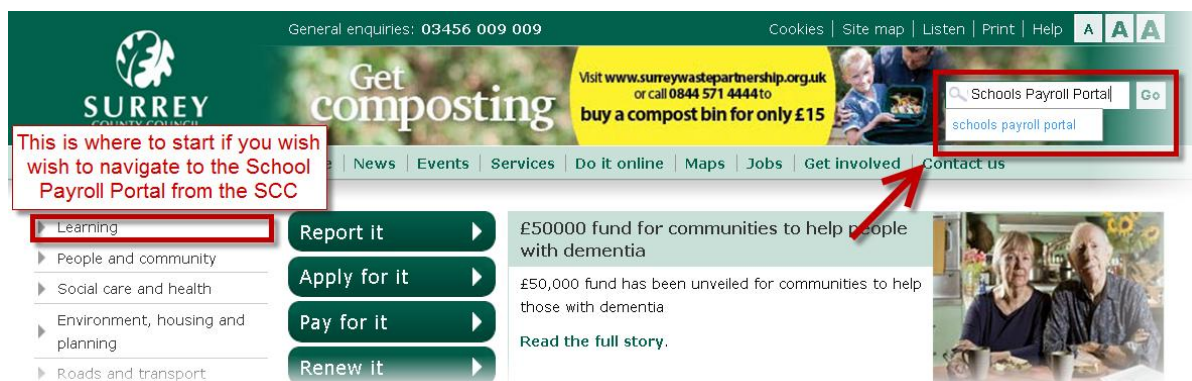 General enquiries: 03456 009 009
Cookies | Site map | Listen | Print | Help A A A
SURREY
COUNTY COUNCIL
Get
composting
Visit www.surreywastepartnership.org.uk
or call 0844 571 4444 to
buy a compost bin for only £15
Schools Payroll Portal Go
schools payroll portal
This is where to start if you wish
wish to navigate to the School
Payroll Portal from the SCC
| News | Events | Services | Do it online | Maps | Jobs | Get involved | Contact us
Learning
People and community
Social care and health
Environment, housing and
planning
Roads and transport
Report it
Apply for it
Pay for it
Renew it
£50000 fund for communities to help people
with dementia
£50,000 fund has been unveiled for communities to help
those with dementia
Read the full story.